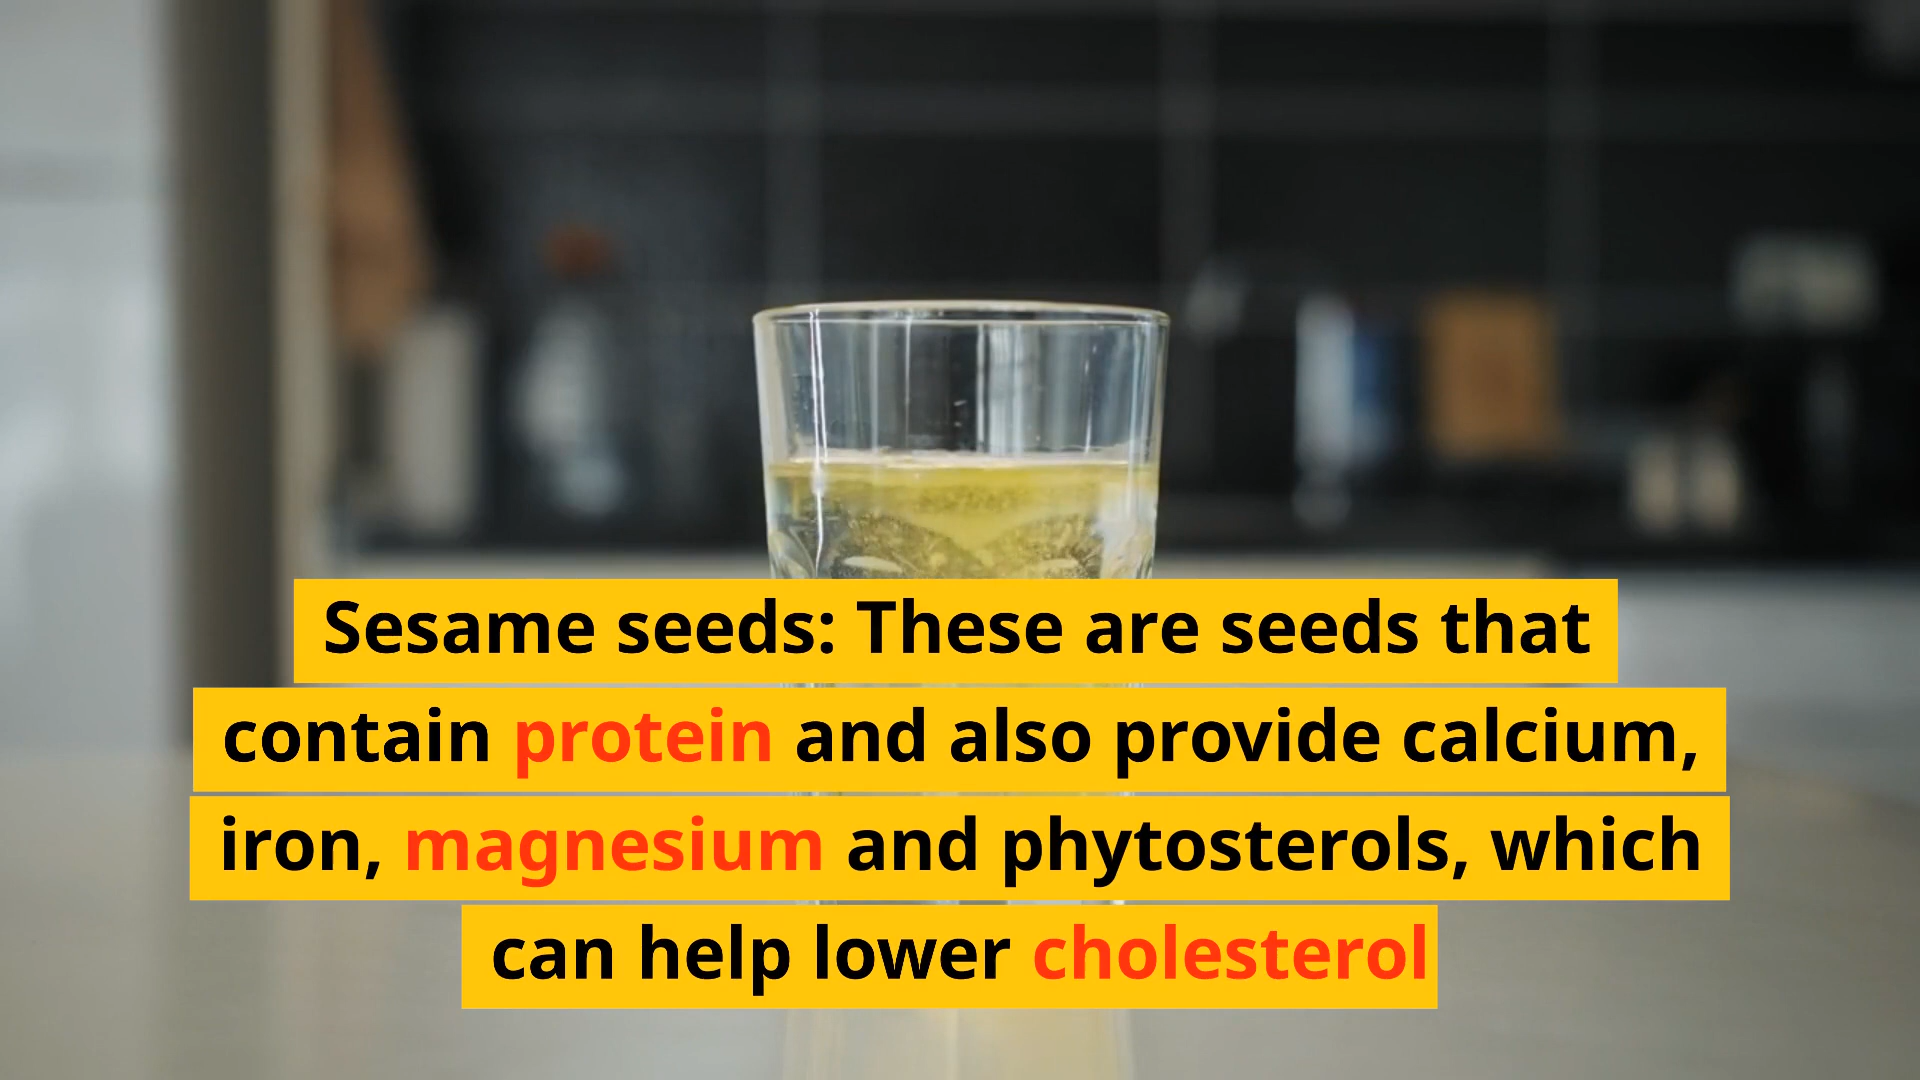 Sesame seeds: These are seeds that
contain protein and also provide calcium,
iron, magnesium and phytosterols, which
can help lower cholesterol